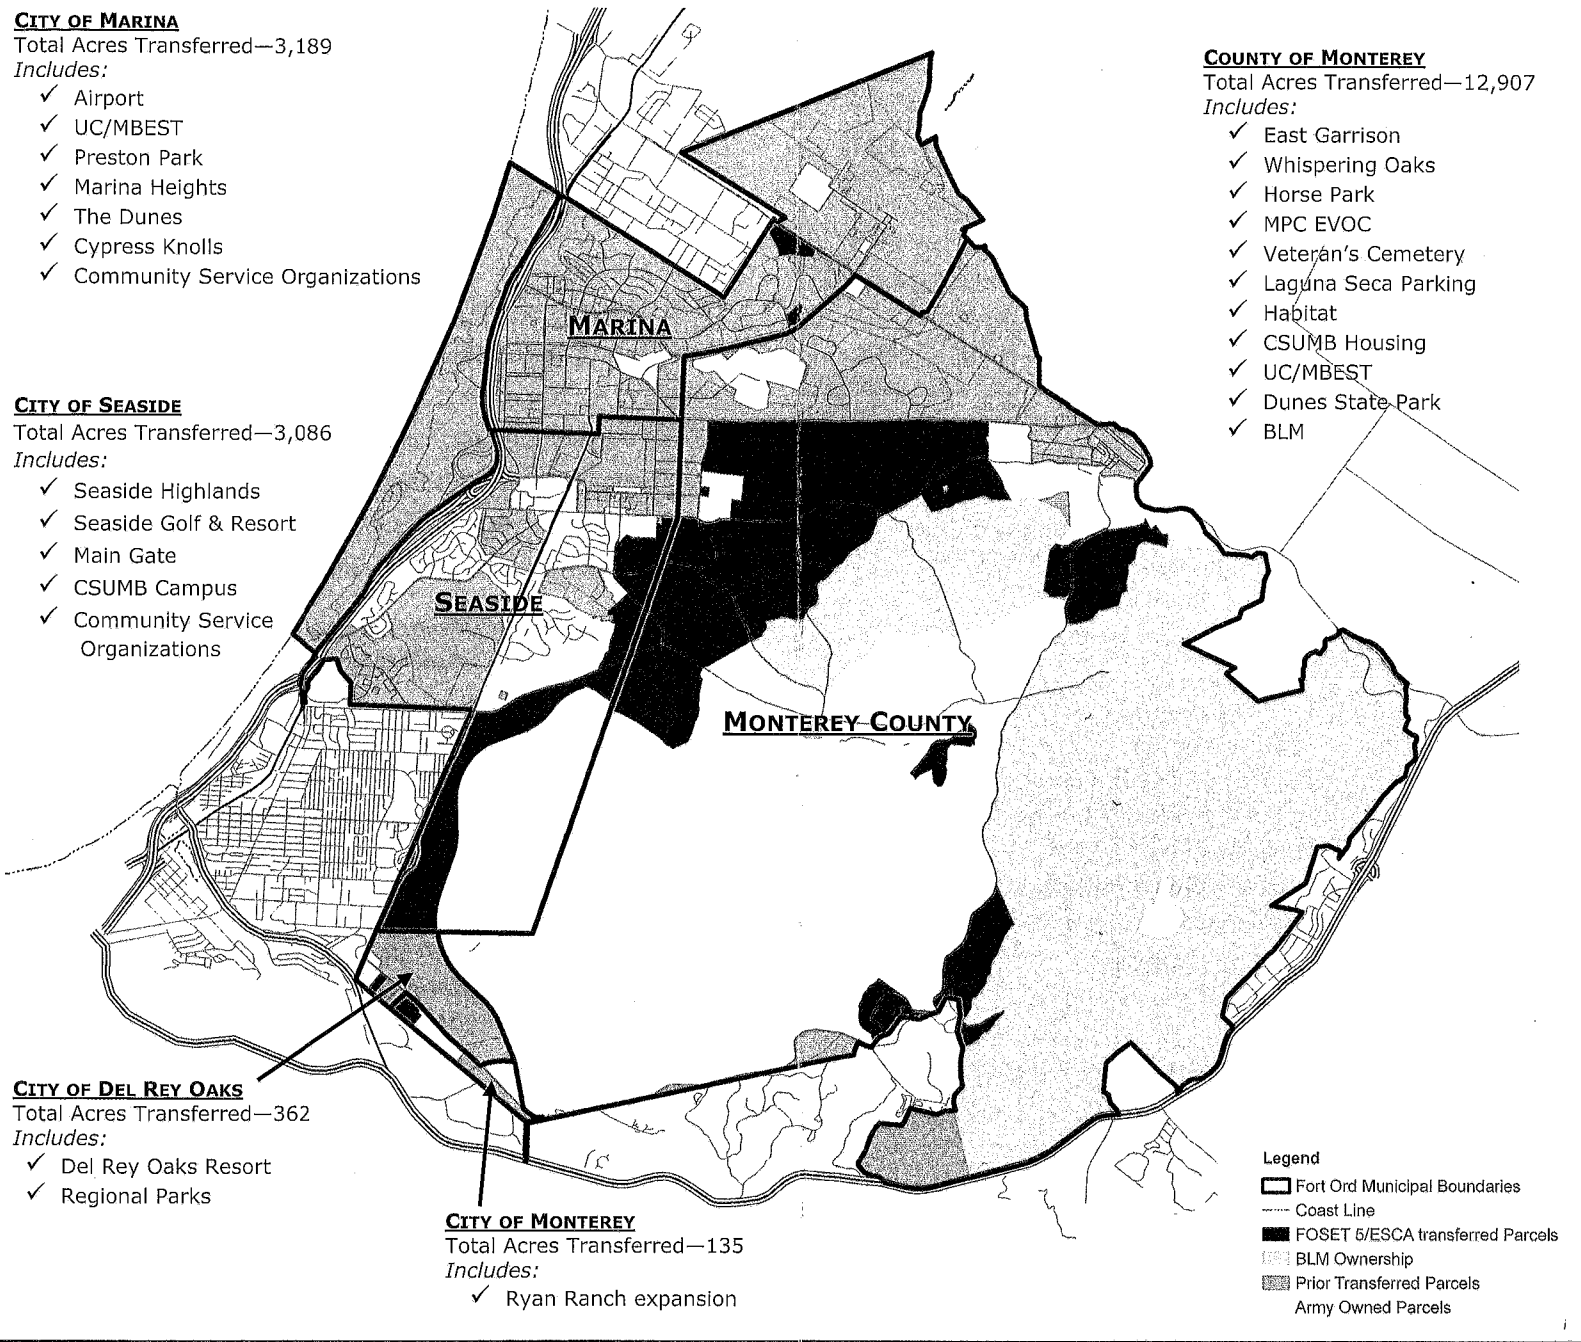 CITY OF MARINA
Total Acres Transferred—3,189
Includes:
✓ Airport
✓ UC/MBEST
✓ Preston Park
✓ Marina Heights
✓ The Dunes
✓ Cypress Knolls
✓ Community Service Organizations
COUNTY OF MONTEREY
Total Acres Transferred—12,907
Includes:
✓ East Garrison
✓ Whispering Oaks
✓ Horse Park
✓ MPC EVOC
✓ Veteran's Cemetery
✓ Laguna Seca Parking
✓ Habitat
✓ CSUMB Housing
✓ UC/MBEST
✓ Dunes State Park
✓ BLM
MARINA
CITY OF SEASIDE
Total Acres Transferred—3,086
Includes:
✓ Seaside Highlands
✓ Seaside Golf & Resort
✓ Main Gate
✓ CSUMB Campus
✓ Community Service
Organizations
SEASIDE
MONTEREY COUNTY
CITY OF DEL REY OAKS
Total Acres Transferred—362
Includes:
✓ Del Rey Oaks Resort
✓ Regional Parks
CITY OF MONTEREY
Total Acres Transferred—135
Includes:
✓ Ryan Ranch expansion
Legend
Fort Ord Municipal Boundaries
Coast Line
FOSET 5/ESCA transferred Parcels
BLM Ownership
Prior Transferred Parcels
Army Owned Parcels
i